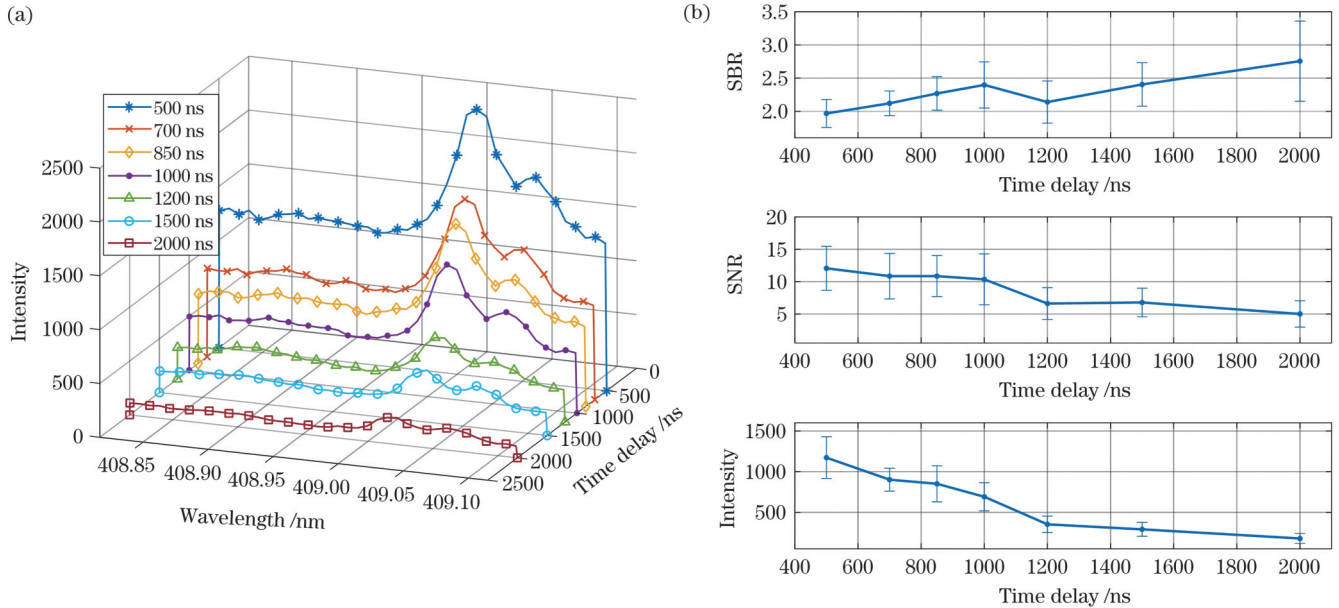 (a)
500 ns
700 ns
850 ns
1000 ns
1200 ns
1500 ns
2000 ns
2500
2000
1500
1000
500
0
Intensity
408.85
408.90
408.95
409.00
409.05
409.10
Wavelength /nm
0
500
1000
1500
2000
2500
Time delay /ns
(b)
3.5
3.0
2.5
2.0
SBR
400 600 800 1000 1200 1400 1600 1800 2000
Time delay /ns
20
15
10
5
SNR
400 600 800 1000 1200 1400 1600 1800 2000
Time delay /ns
1500
1000
500
Intensity
400 600 800 1000 1200 1400 1600 1800 2000
Time delay /ns